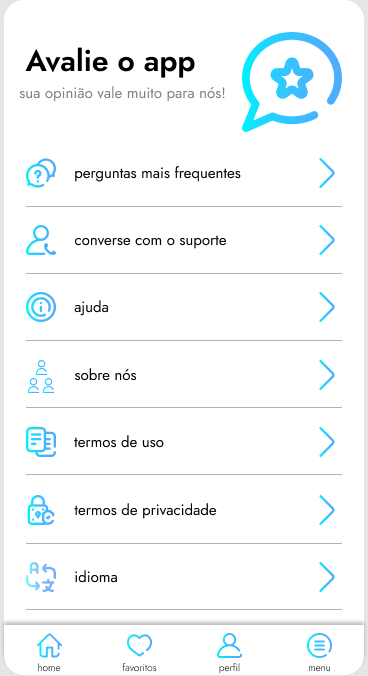 Avalie o app
sua opinião vale muito para nós!
perguntas mais frequentes
converse com o suporte
ajuda
sobre nós
termos de uso
termos de privacidade
idioma
home
favoritos
perfil
menu